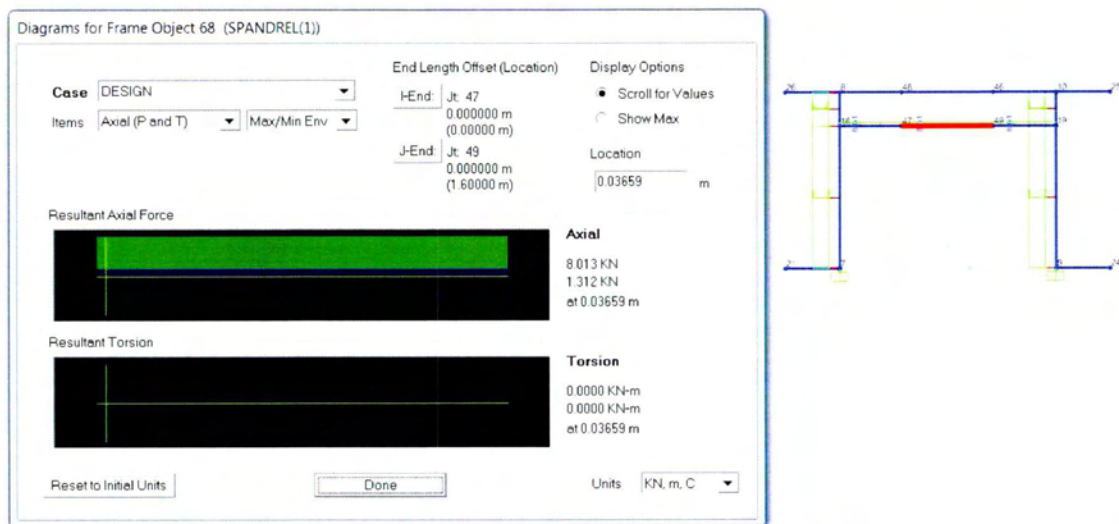 Diagrams for Frame Object 68 (SPANDREL(1))
Case DESIGN
Items Axial (P and T) Max/Min Env
End Length Offset (Location)
I-End: Jt: 47
0.000000 m
(0.00000 m)
J-End: Jt: 49
0.000000 m
(1.60000 m)
Display Options
Scroll for Values
Show Max
Location
0.03659 m
Resultant Axial Force
Axial
8.013 KN
1.312 KN
at 0.03659 m
Resultant Torsion
Torsion
0.0000 KN-m
0.0000 KN-m
at 0.03659 m
Reset to Initial Units
Done
Units KN, m, C
26
19
24